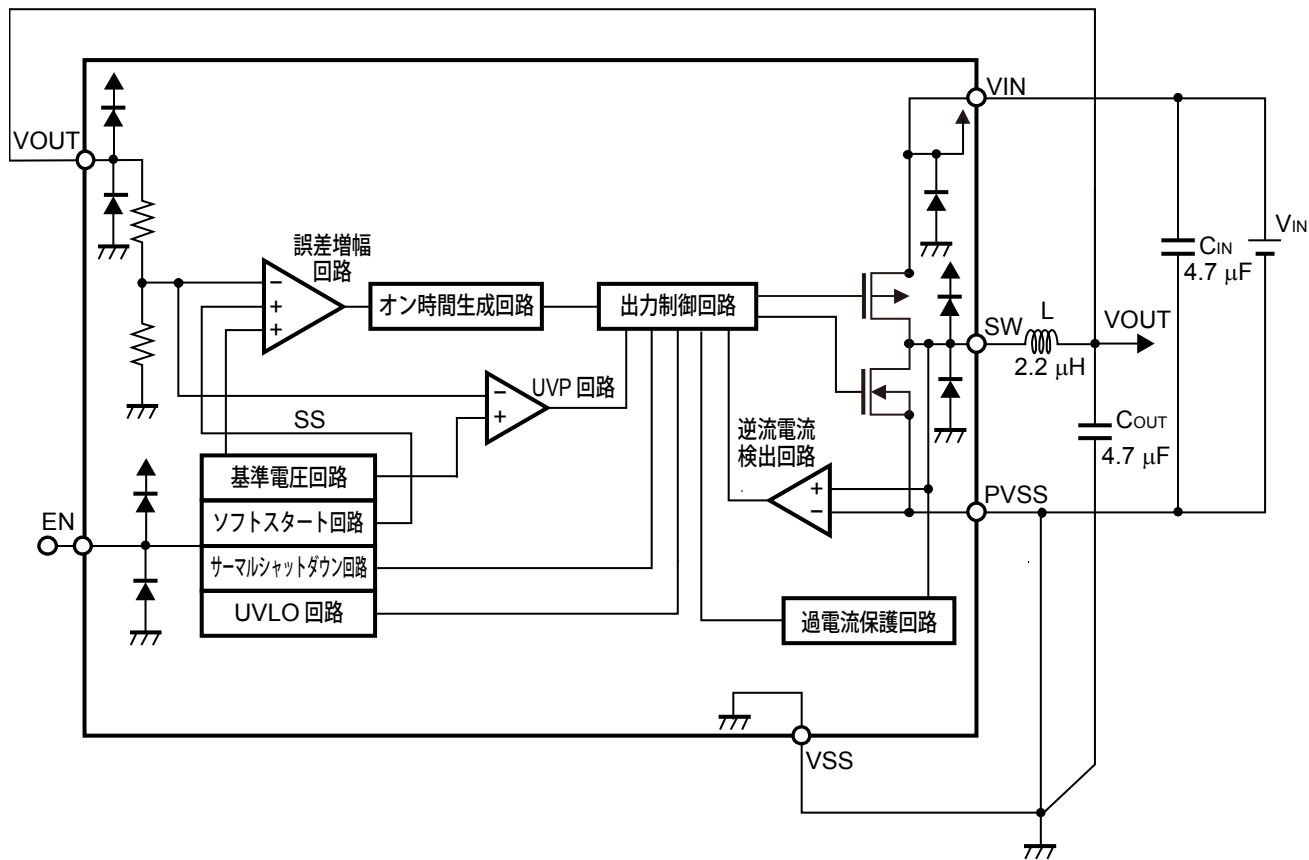 VIN
VOUT
VIN
誤差増幅
回路
CIN
4.7 μF
−
+
+
オン時間生成回路
出力制御回路
SW
L
VOUT
2.2 μH
UVP 回路
−
+
SS
逆流電流
検出回路
COUT
4.7 μF
基準電圧回路
+
−
PVSS
EN
ソフトスタート回路
サーマルシャットダウン回路
UVLO 回路
過電流保護回路
VSS